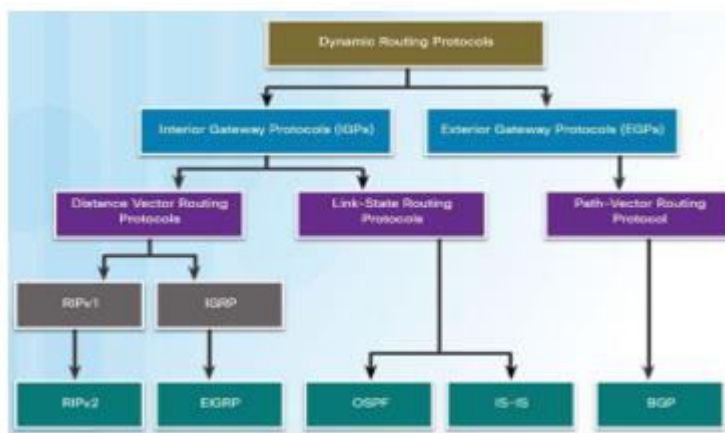 Dynamic Routing Protocols
Interior Gateway Protocols (IGPs)
Exterior Gateway Protocols (EGPs)
Distance Vector Routing
Protocols
Link-State Routing
Protocols
Path-Vector Routing
Protocol
RIPv1
IGRP
RIPv2
EIGRP
OSPF
IS-IS
BGP